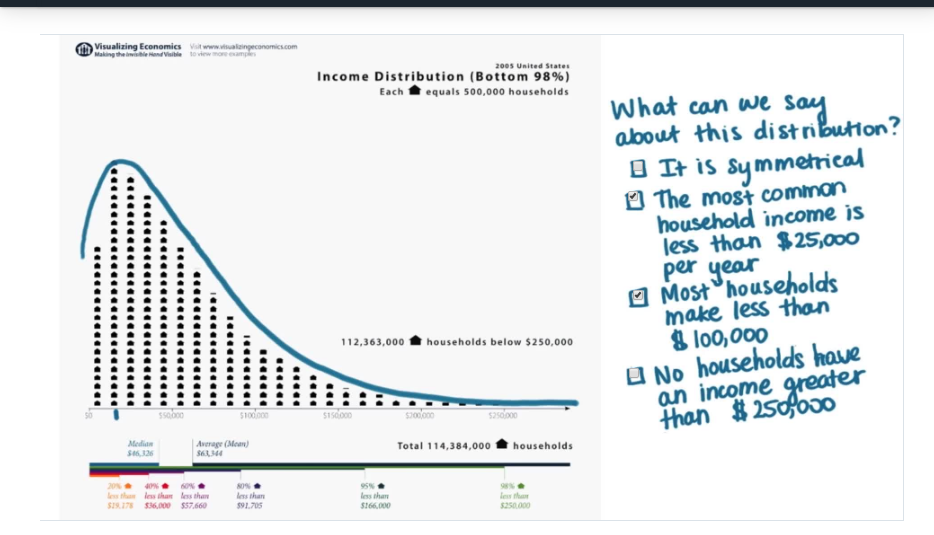 Visualizing Economics
Making the Invisible Hand Visible
Visit www.visualizingeconomics.com
to view more examples
2005 United States
Income Distribution (Bottom 98%)
Each equals 500,000 households
112,363,000 households below $250,000
$0 $50,000 $100,000 $150,000 $200,000 $250,000
Total 114,384,000 households
Median
$46,326
Average (Mean)
$63,344
20%
less than
$19,178
40%
less than
$36,000
60%
less than
$57,660
80%
less than
$91,705
95%
less than
$166,000
98%
less than
$250,000
What can we say
about this distribution?
It is symmetrical
The most common
household income is
less than $25,000
per year
Most households
make less than
$100,000
No households have
an income greater
than $250,000